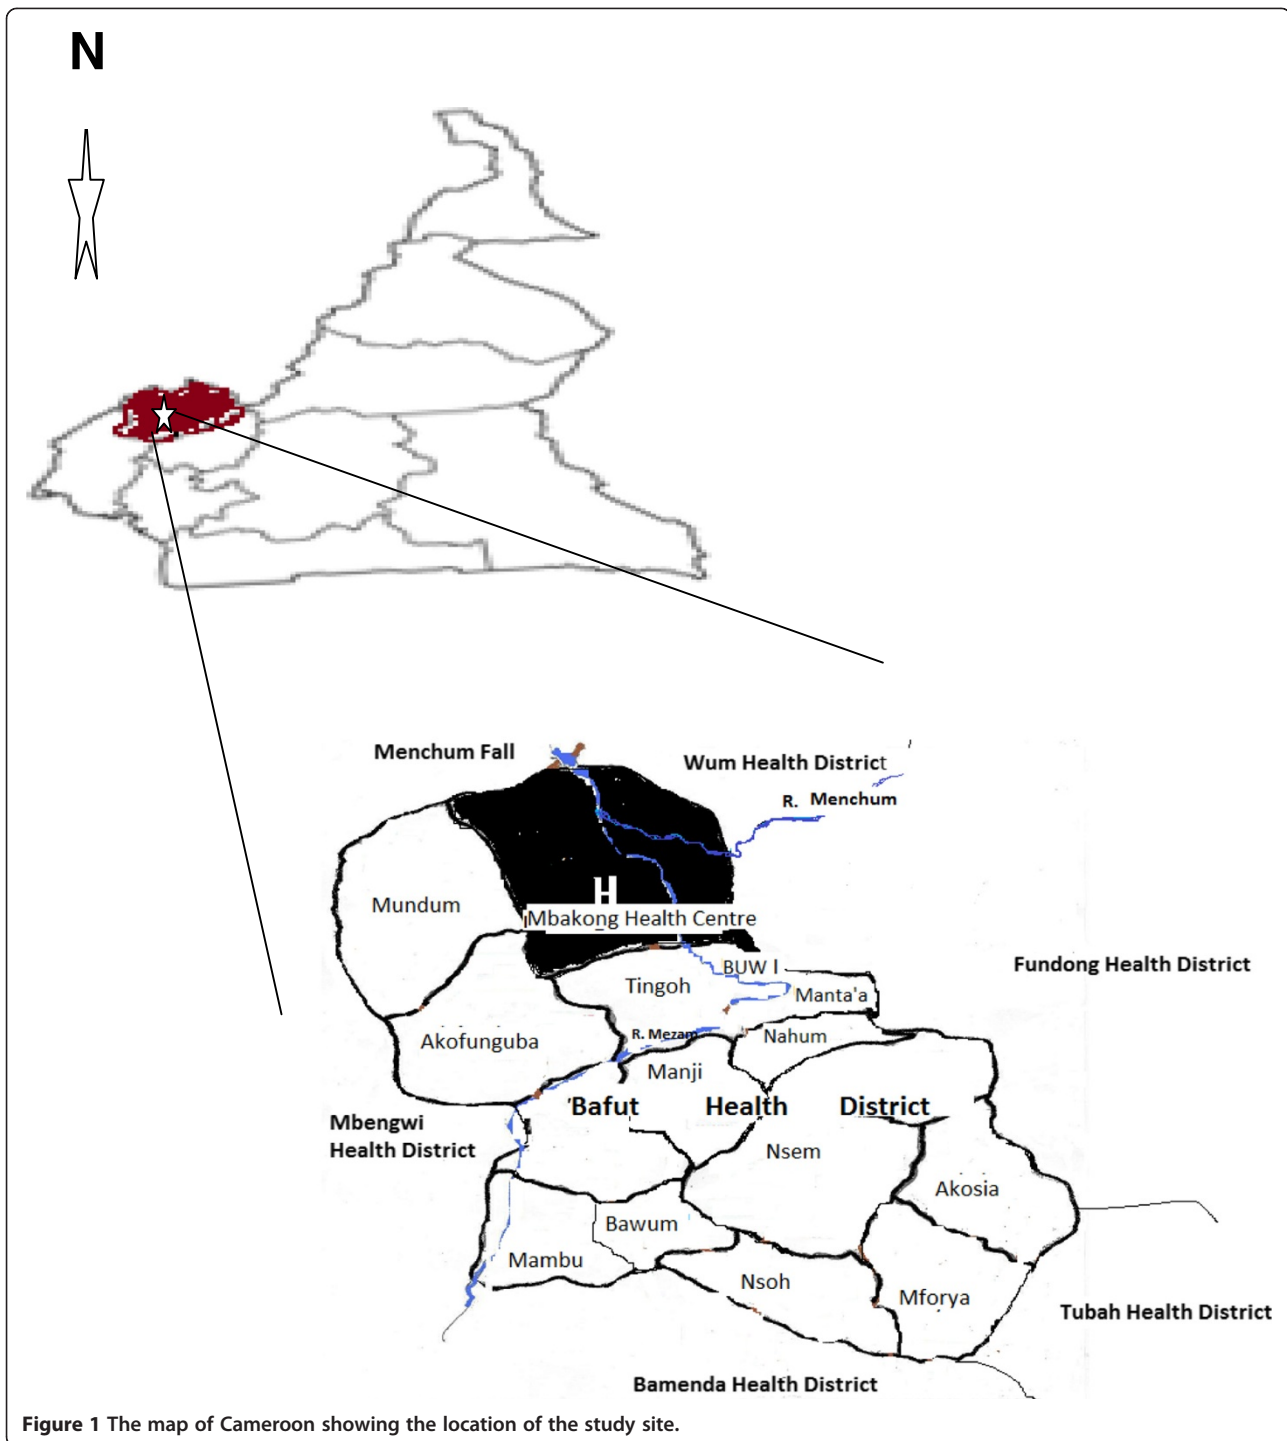 N
Menchum Fall
Wum Health District
R. Menchum
Mundum
H
Mbakong Health Centre
BUW I
Fundong Health District
Tingoh
Manta'a
R. Mezam
Nahum
Akofunguba
Manji
'Bafut Health District
Mbengwi
Health District
Nsem
Akosia
Bawum
Mambu
Nsoh
Mforya
Tubah Health District
Bamenda Health District
Figure 1 The map of Cameroon showing the location of the study site.